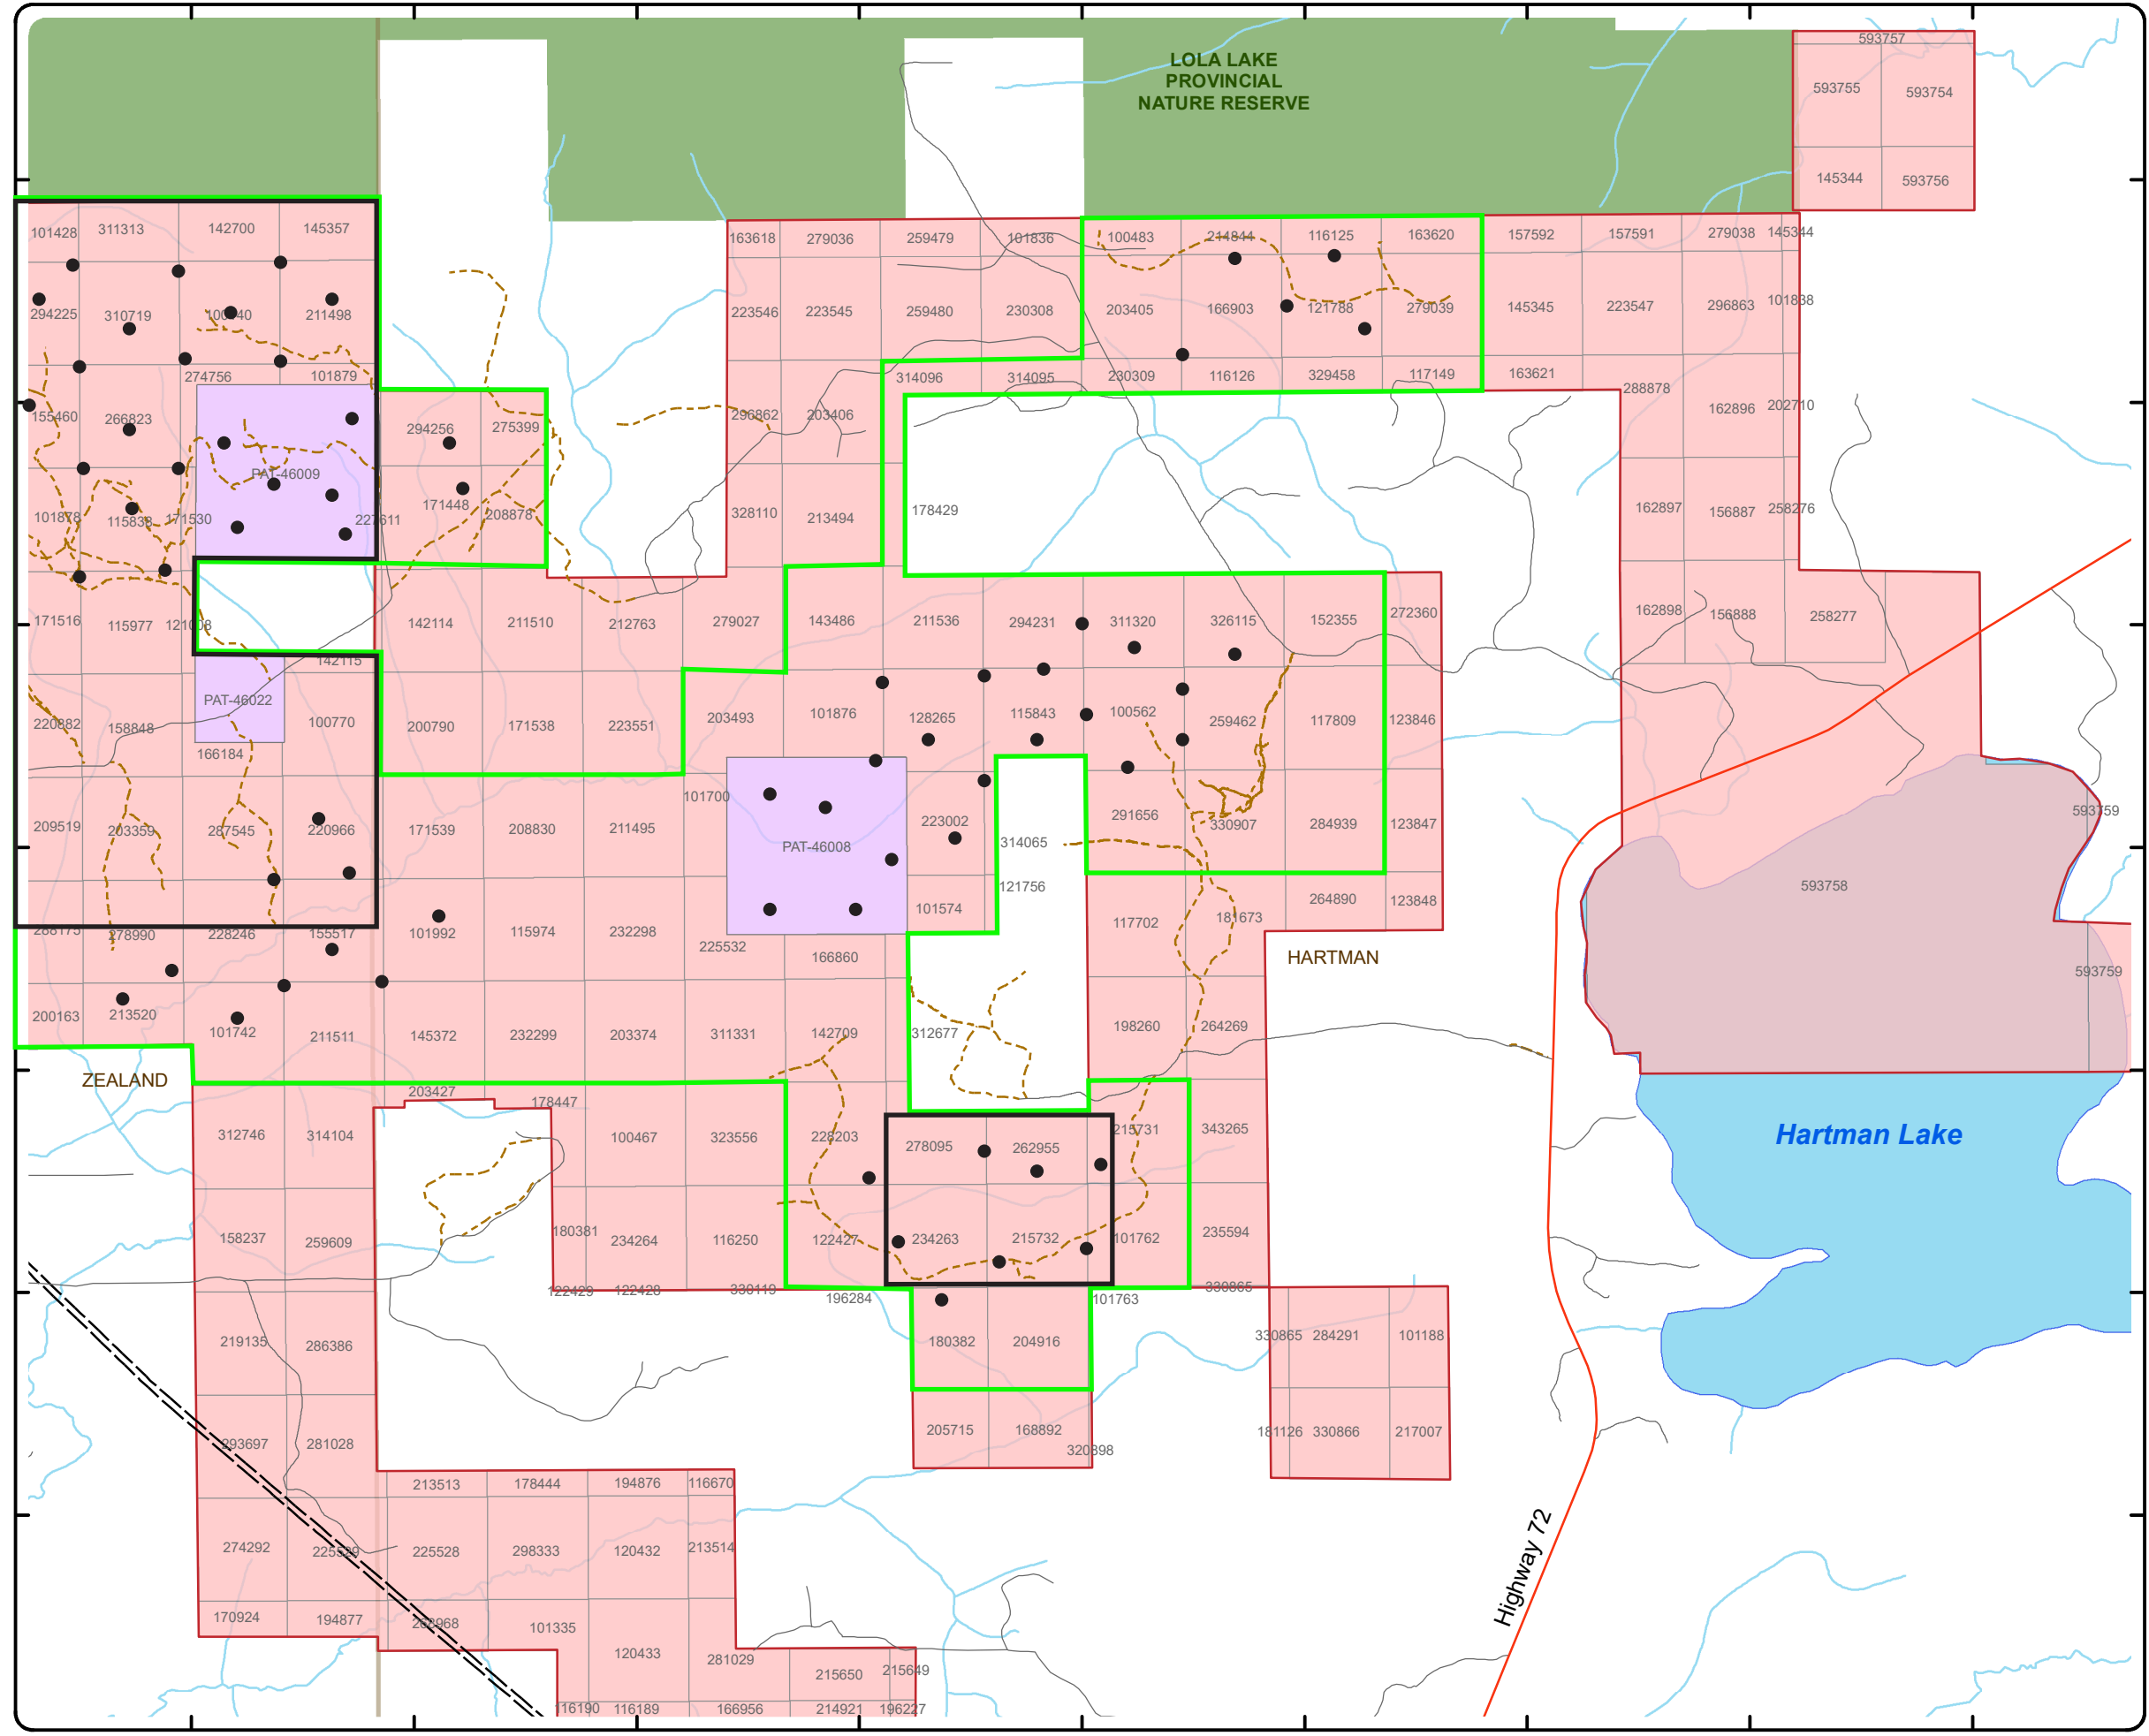 LOLA LAKE
PROVINCIAL
NATURE RESERVE
593757
593755 593754
145344 593756
101428 311313 142700 145357
163618 279036 259479 101836 100483 214844 116125 163620 157592 157591 279038 145344
294225 310719 211498
223546 223545 259480 230308 203405 166903 121788 279039 145345 223547 296863 101838
274756 101879
314096 314095 230309 116126 329458 117149 163621 288878
155460 266823 294256 275399 296862 203406 162896 202710
PAT-46009
101878 115838 171530 227611 171448 208878 328110 213494 178429 162897 156887 258276
171516 115977 121008 142114 211510 212763 279027 143486 211536 294231 311320 326115 152355 272360 162898 156888 258277
142115
PAT-46022
220882 158848 100770 200790 171538 223551 203493 101876 128265 115843 100562 259462 117809 123846
166184
101700
209519 203359 287545 220966 171539 208830 211495 PAT-46008 223002 314065 291656 330907 284939 123847 593759
121756 593758
101574 117702 181673 264890 123848
288175 278990 228246 155517 101992 115974 232298 225532 166860 HARTMAN 593759
200163 213520 101742 211511 145372 232299 203374 311331 142709 312677 198260 264269
ZEALAND
203427 178447
312746 314104 100467 323556 228203 278095 262955 215731 343265 Hartman Lake
158237 259609 180381 234264 116250 122427 234263 215732 101762 235594
122429 122428 330119 196284 101763 330865
219135 286386 180382 204916 330865 284291 101188
293697 281028 205715 168892 320898 181126 330866 217007
213513 178444 194876 116670
274292 225529 225528 298333 120432 213514
Highway 72
170924 194877 268968 101335
120433 281029 215650 215649
116190 116189 166956 214921 196227